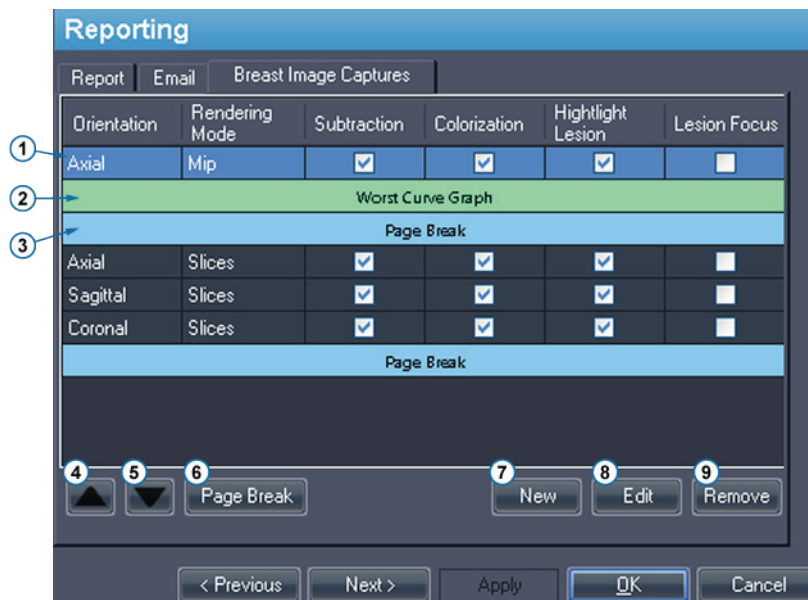 Reporting
Report Email Breast Image Captures
Orientation Rendering Mode Subtraction Colorization Hightlight Lesion Lesion Focus
1 Axial Mip
2 Worst Curve Graph
3 Page Break
Axial Slices
Sagittal Slices
Coronal Slices
Page Break
4 5 6 7 8 9
Page Break New Edit Remove
< Previous Next > Apply OK Cancel